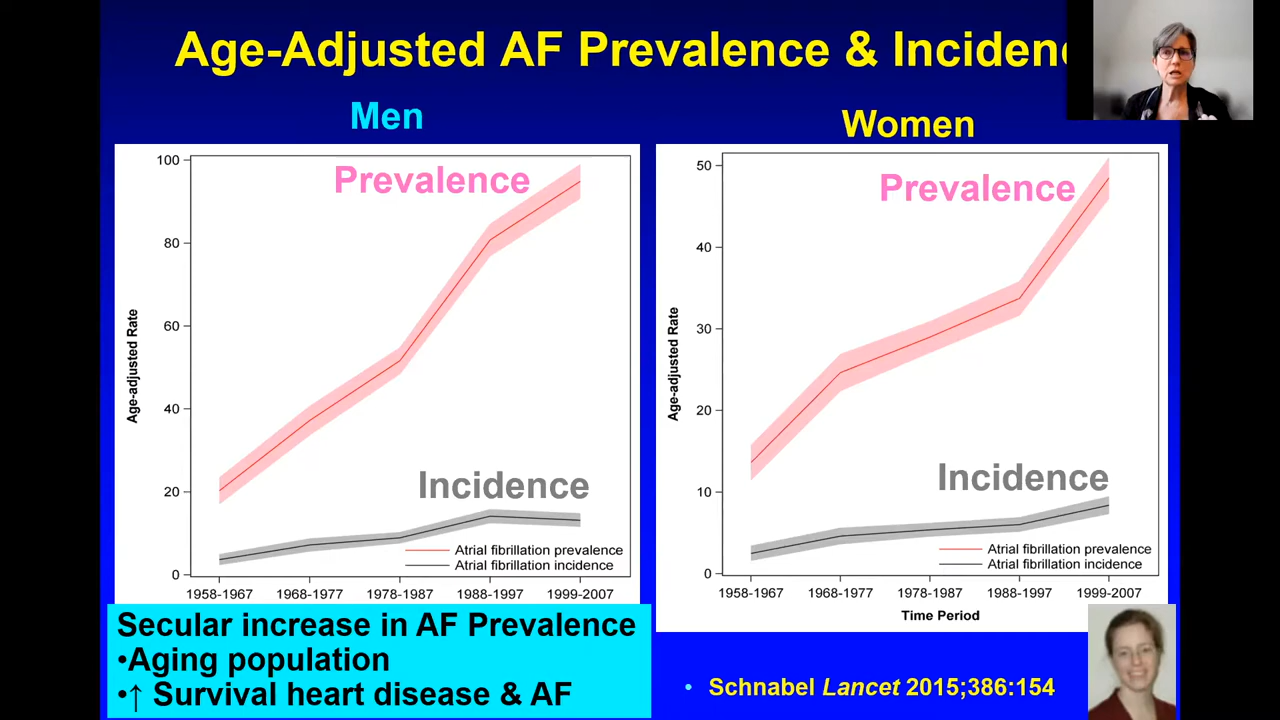 Age-Adjusted AF Prevalence & Inciden
Men
Women
Prevalence
Incidence
Age-adjusted Rate
100
80
60
40
20
0
Atrial fibrillation prevalence
Atrial fibrillation incidence
1958-1967 1968-1977 1978-1987 1988-1997 1999-2007
Prevalence
Incidence
Age-adjusted Rate
50
40
30
20
10
0
Atrial fibrillation prevalence
Atrial fibrillation incidence
1958-1967 1968-1977 1978-1987 1988-1997 1999-2007
Time Period
Secular increase in AF Prevalence
•Aging population
•↑ Survival heart disease & AF
• Schnabel Lancet 2015;386:154